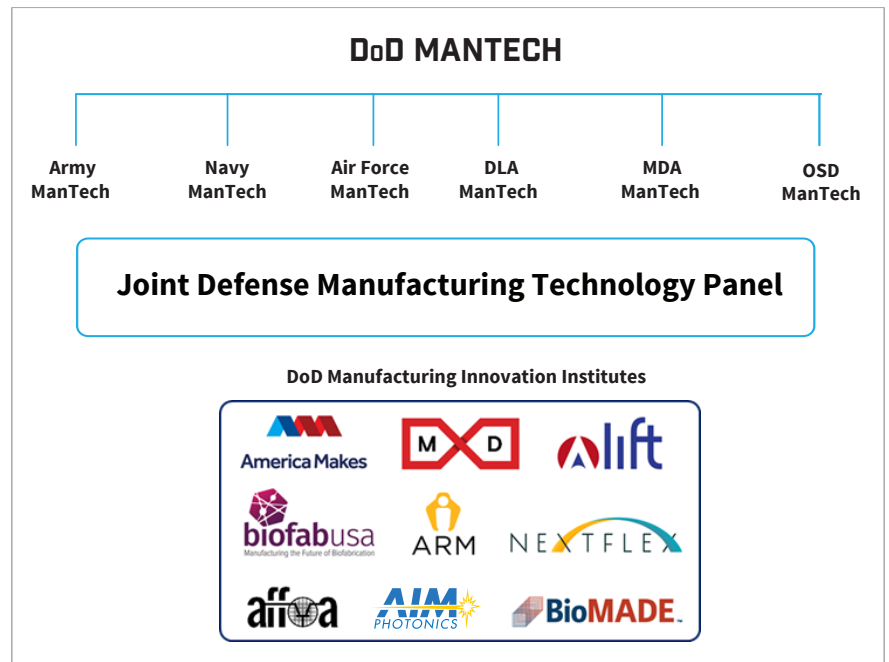 DoD MANTECH
Army
ManTech
Navy
ManTech
Air Force
ManTech
DLA
ManTech
MDA
ManTech
OSD
ManTech
Joint Defense Manufacturing Technology Panel
DoD Manufacturing Innovation Institutes
America Makes
M D
lift
biofabusa
Manufacturing the Future of Biofabrication
ARM
NEXTFLEX
affoa
AIM
PHOTONICS
BioMADE™